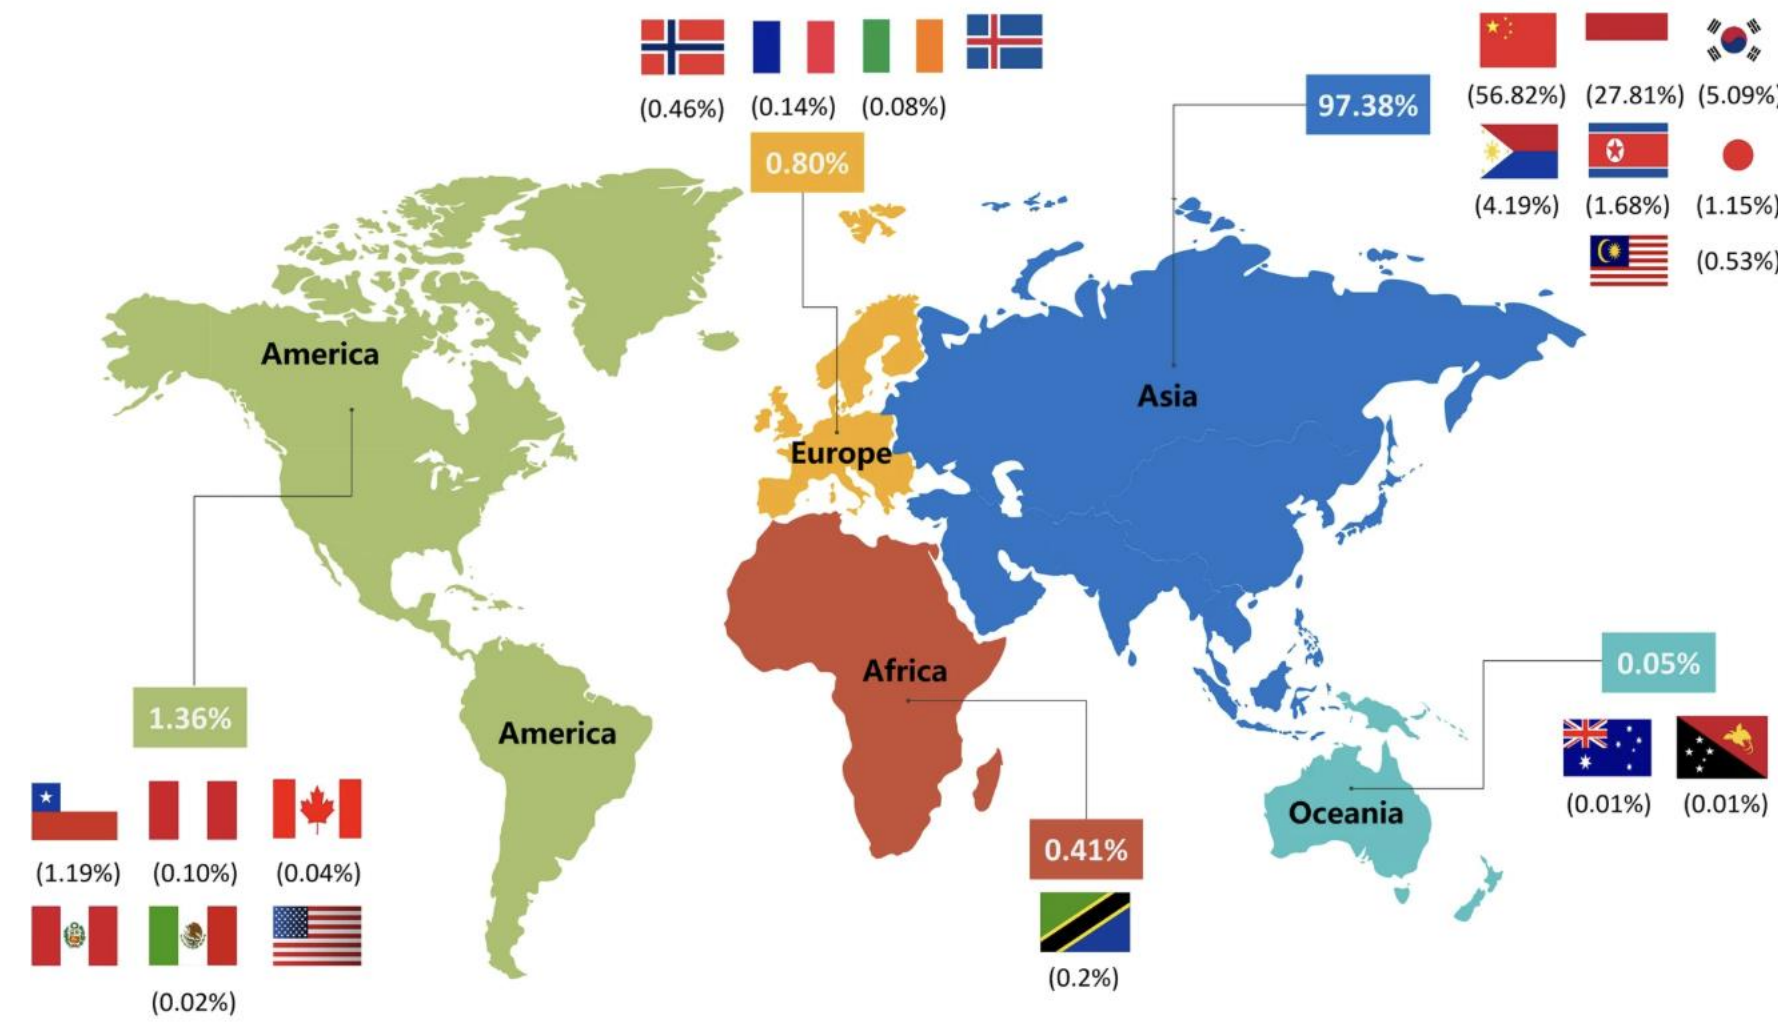 (0.46%) (0.14%) (0.08%)
0.80%
97.38%
(56.82%) (27.81%) (5.09%)
(4.19%) (1.68%) (1.15%)
(0.53%)
America
Asia
Europe
Africa
America
Oceania
1.36%
(1.19%) (0.10%) (0.04%)
(0.02%)
0.41%
(0.2%)
0.05%
(0.01%) (0.01%)